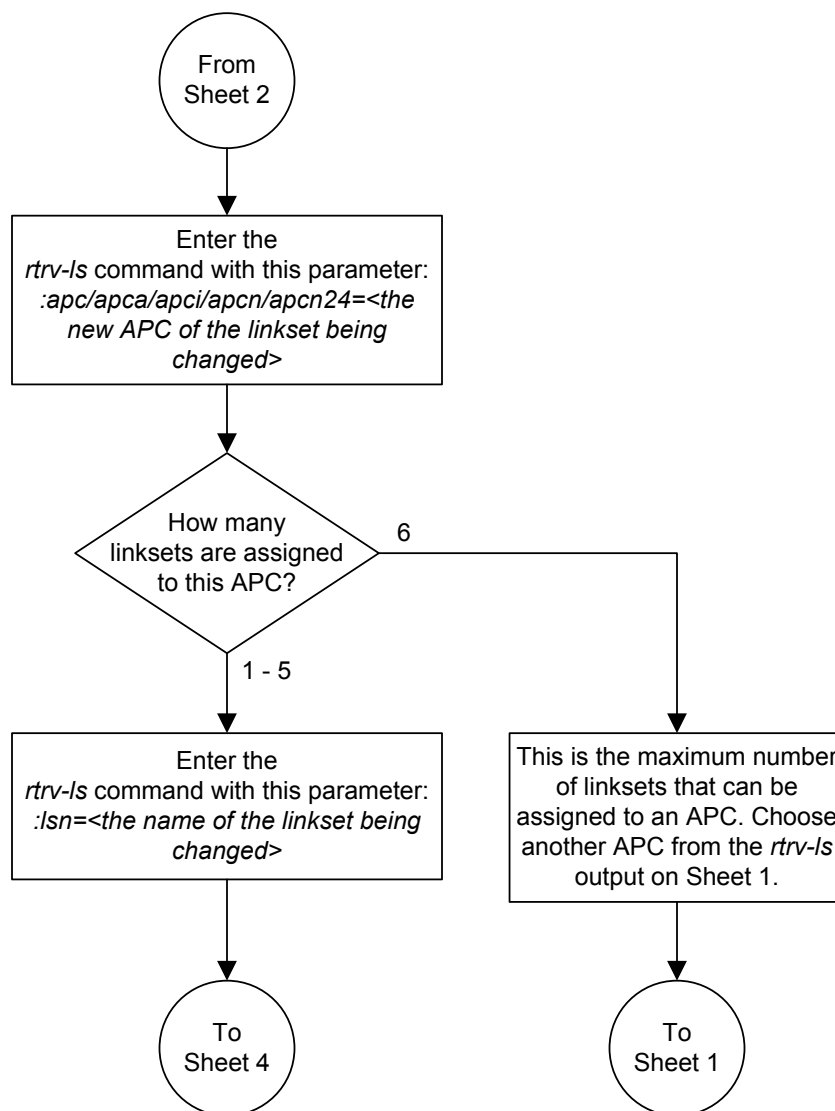 From
Sheet 2
Enter the
rtrv-ls command with this parameter:
:apc/apca/apci/apcn/apcn24=<the
new APC of the linkset being
changed>
How many
linksets are assigned
to this APC?
6
1 - 5
Enter the
rtrv-ls command with this parameter:
:lsn=<the name of the linkset being
changed>
This is the maximum number
of linksets that can be
assigned to an APC. Choose
another APC from the rtrv-ls
output on Sheet 1.
To
Sheet 4
To
Sheet 1